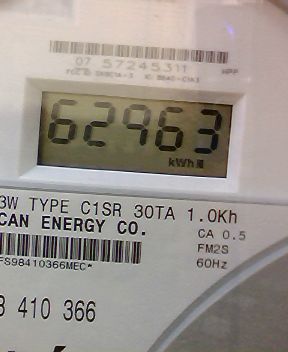 07 57245311
62963
kWh
3W TYPE C1SR 30TA 1.0Kh
CAN ENERGY CO.
CA 0.5
FM2S
FS98410366MEC*
60Hz
3 410 366